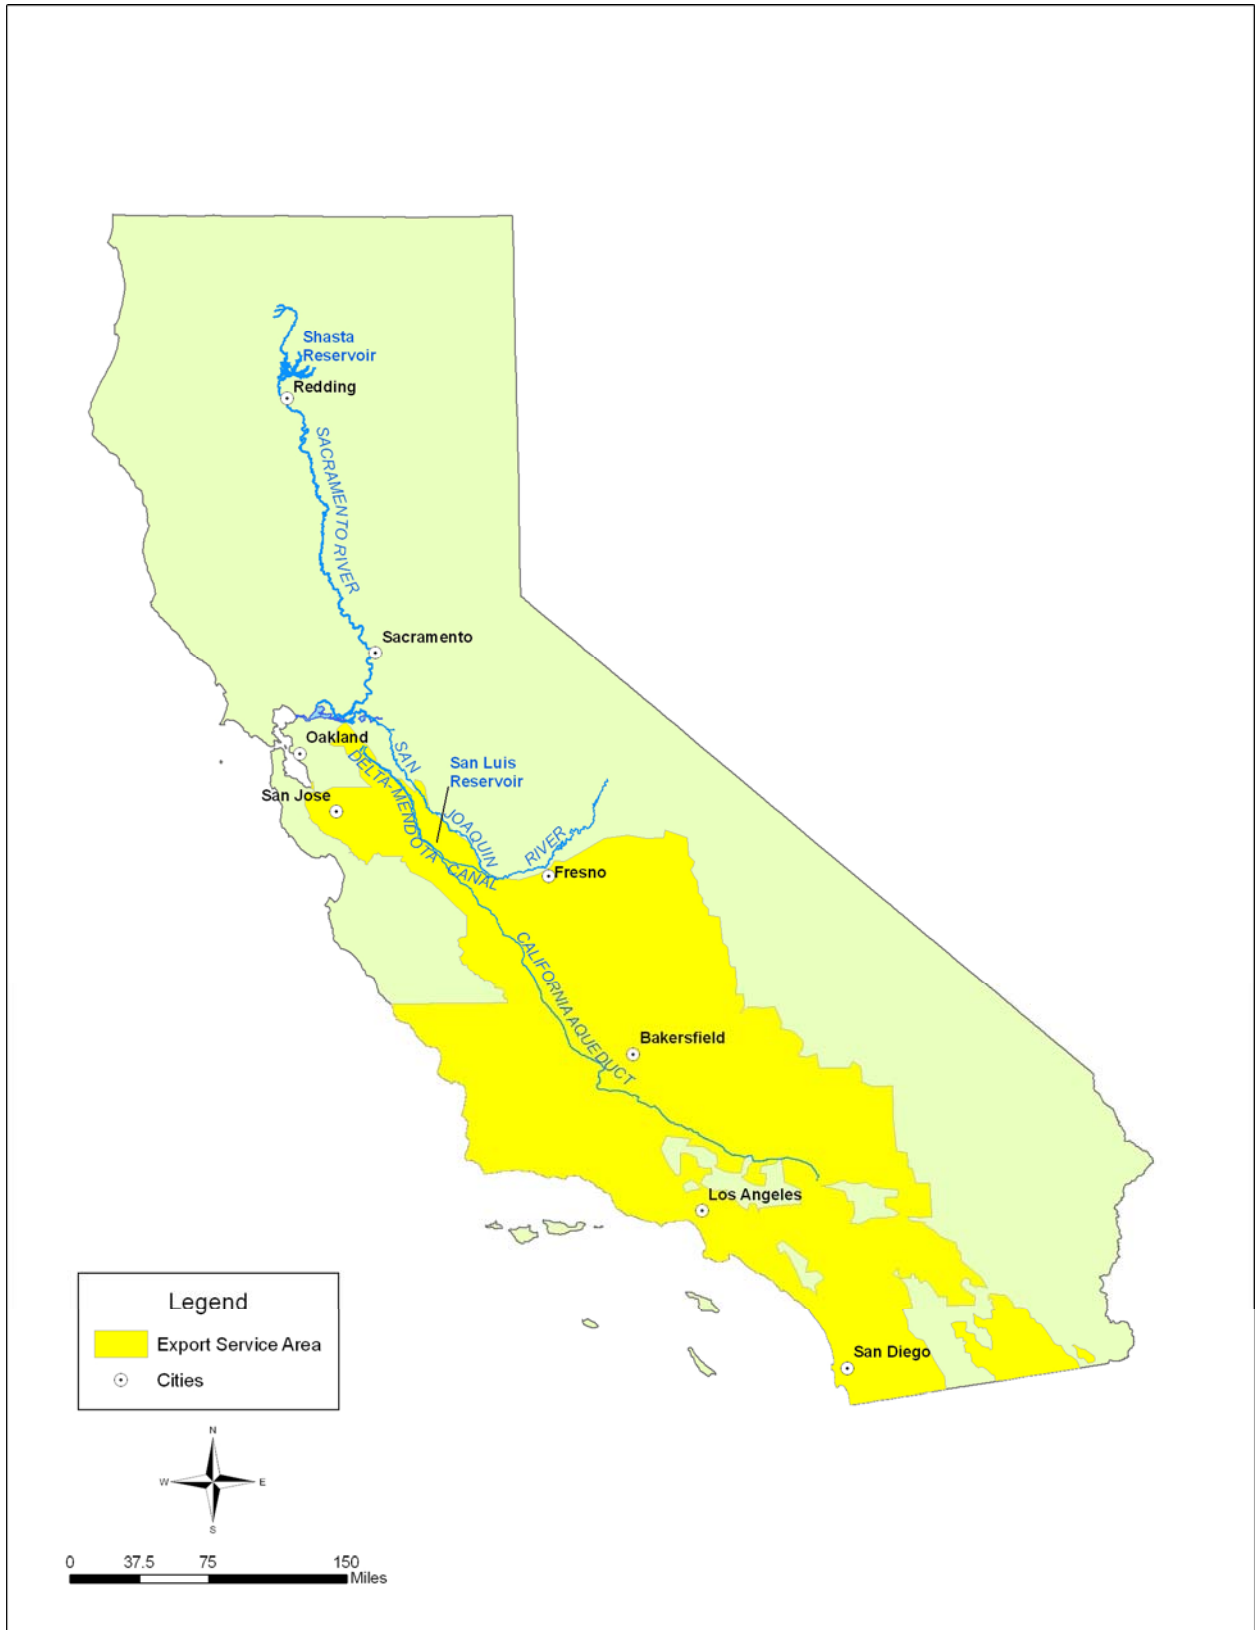 Shasta
Reservoir
Redding
SACRAMENTO RIVER
Sacramento
Oakland
SAN
JOAQUIN
RIVER
San Luis
Reservoir
DELTA-MENDOTA CANAL
San Jose
Fresno
CALIFORNIA AQUEDUCT
Bakersfield
Los Angeles
San Diego
Legend
Export Service Area
Cities
N
W
E
S
0 37.5 75 150
Miles